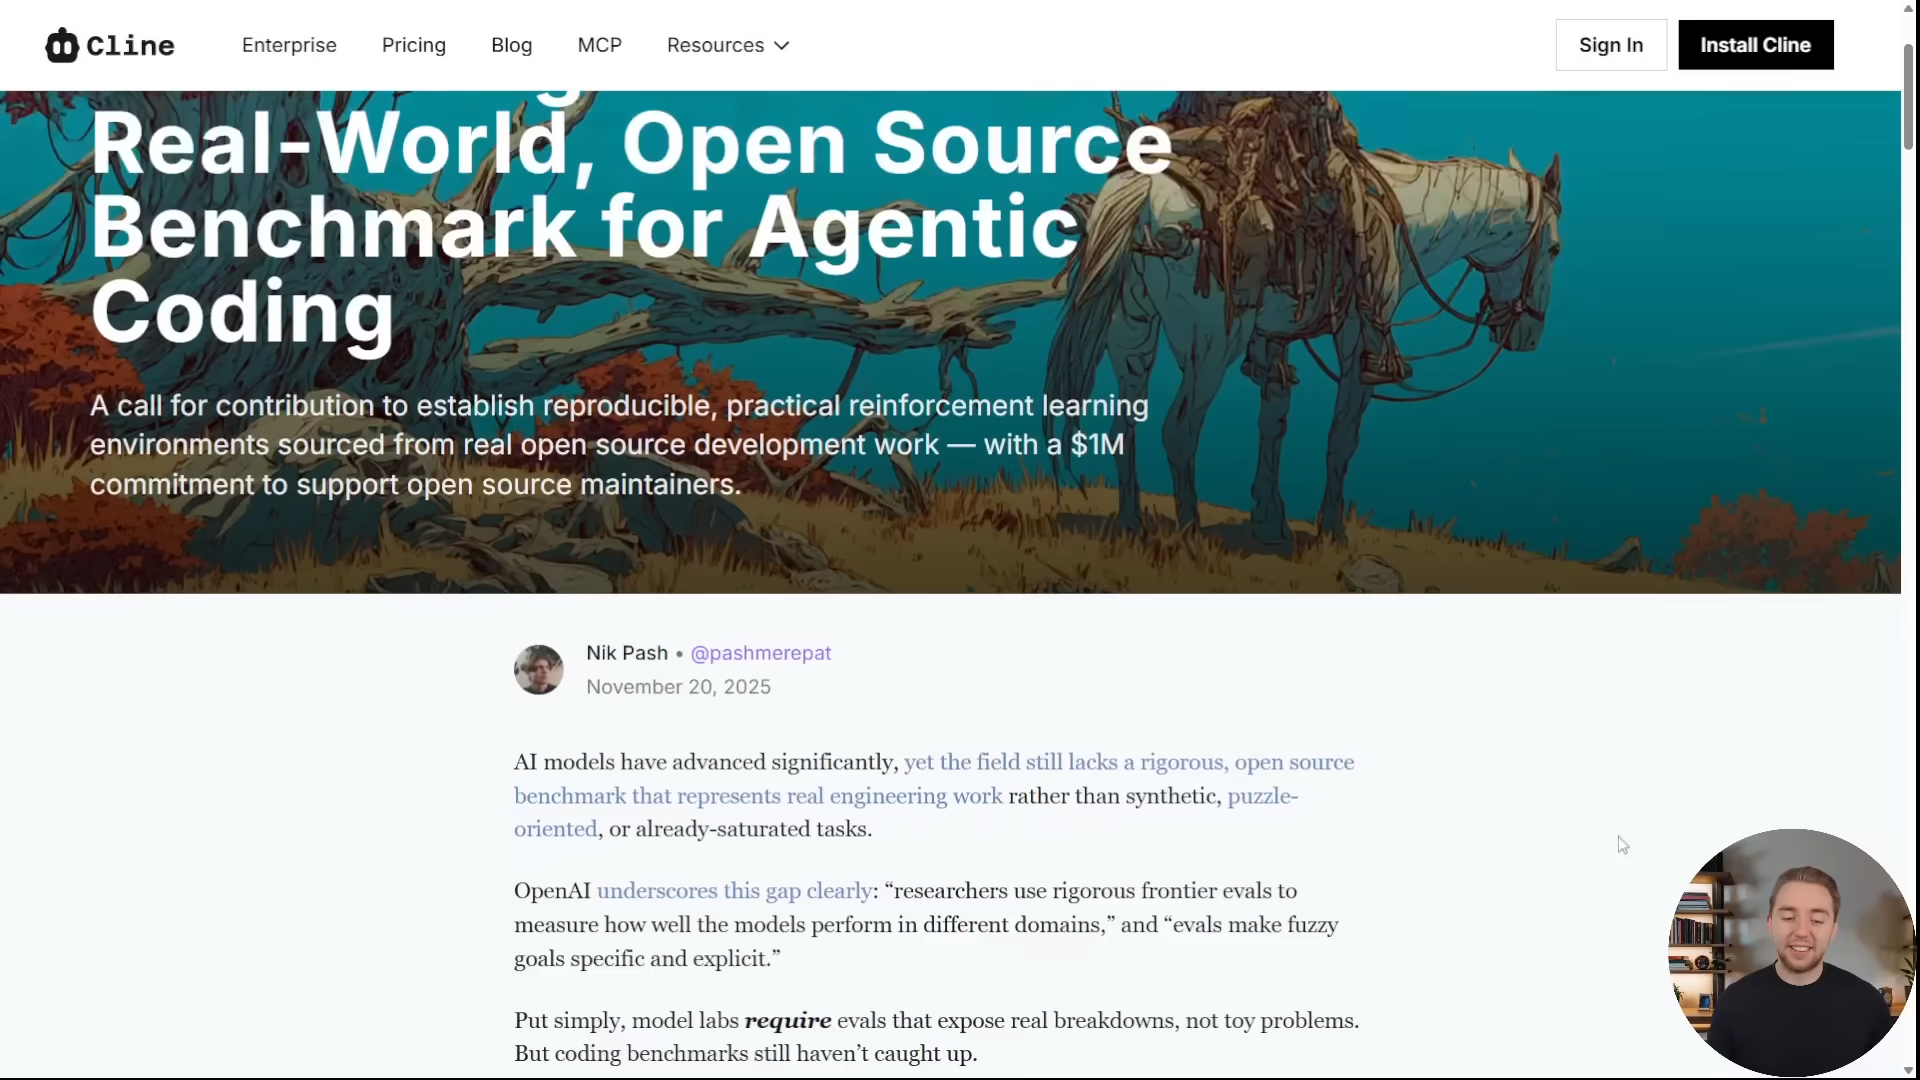 Cline
Enterprise
Pricing
Blog
MCP
Resources
Sign In
Install Cline
Real-World, Open Source
Benchmark for Agentic
Coding
A call for contribution to establish reproducible, practical reinforcement learning
environments sourced from real open source development work — with a $1M
commitment to support open source maintainers.
Nik Pash • @pashmerepat
November 20, 2025
AI models have advanced significantly, yet the field still lacks a rigorous, open source
benchmark that represents real engineering work rather than synthetic, puzzle-
oriented, or already-saturated tasks.
OpenAI underscores this gap clearly: “researchers use rigorous frontier evals to
measure how well the models perform in different domains,” and “evals make fuzzy
goals specific and explicit.”
Put simply, model labs require evals that expose real breakdowns, not toy problems.
But coding benchmarks still haven’t caught up.